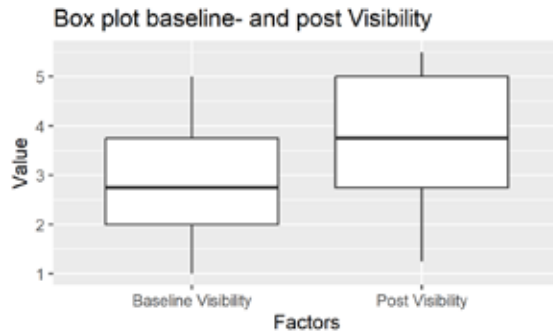 Box plot baseline- and post Visibility
5
4
3
2
1
Value
Baseline Visibility
Post Visibility
Factors